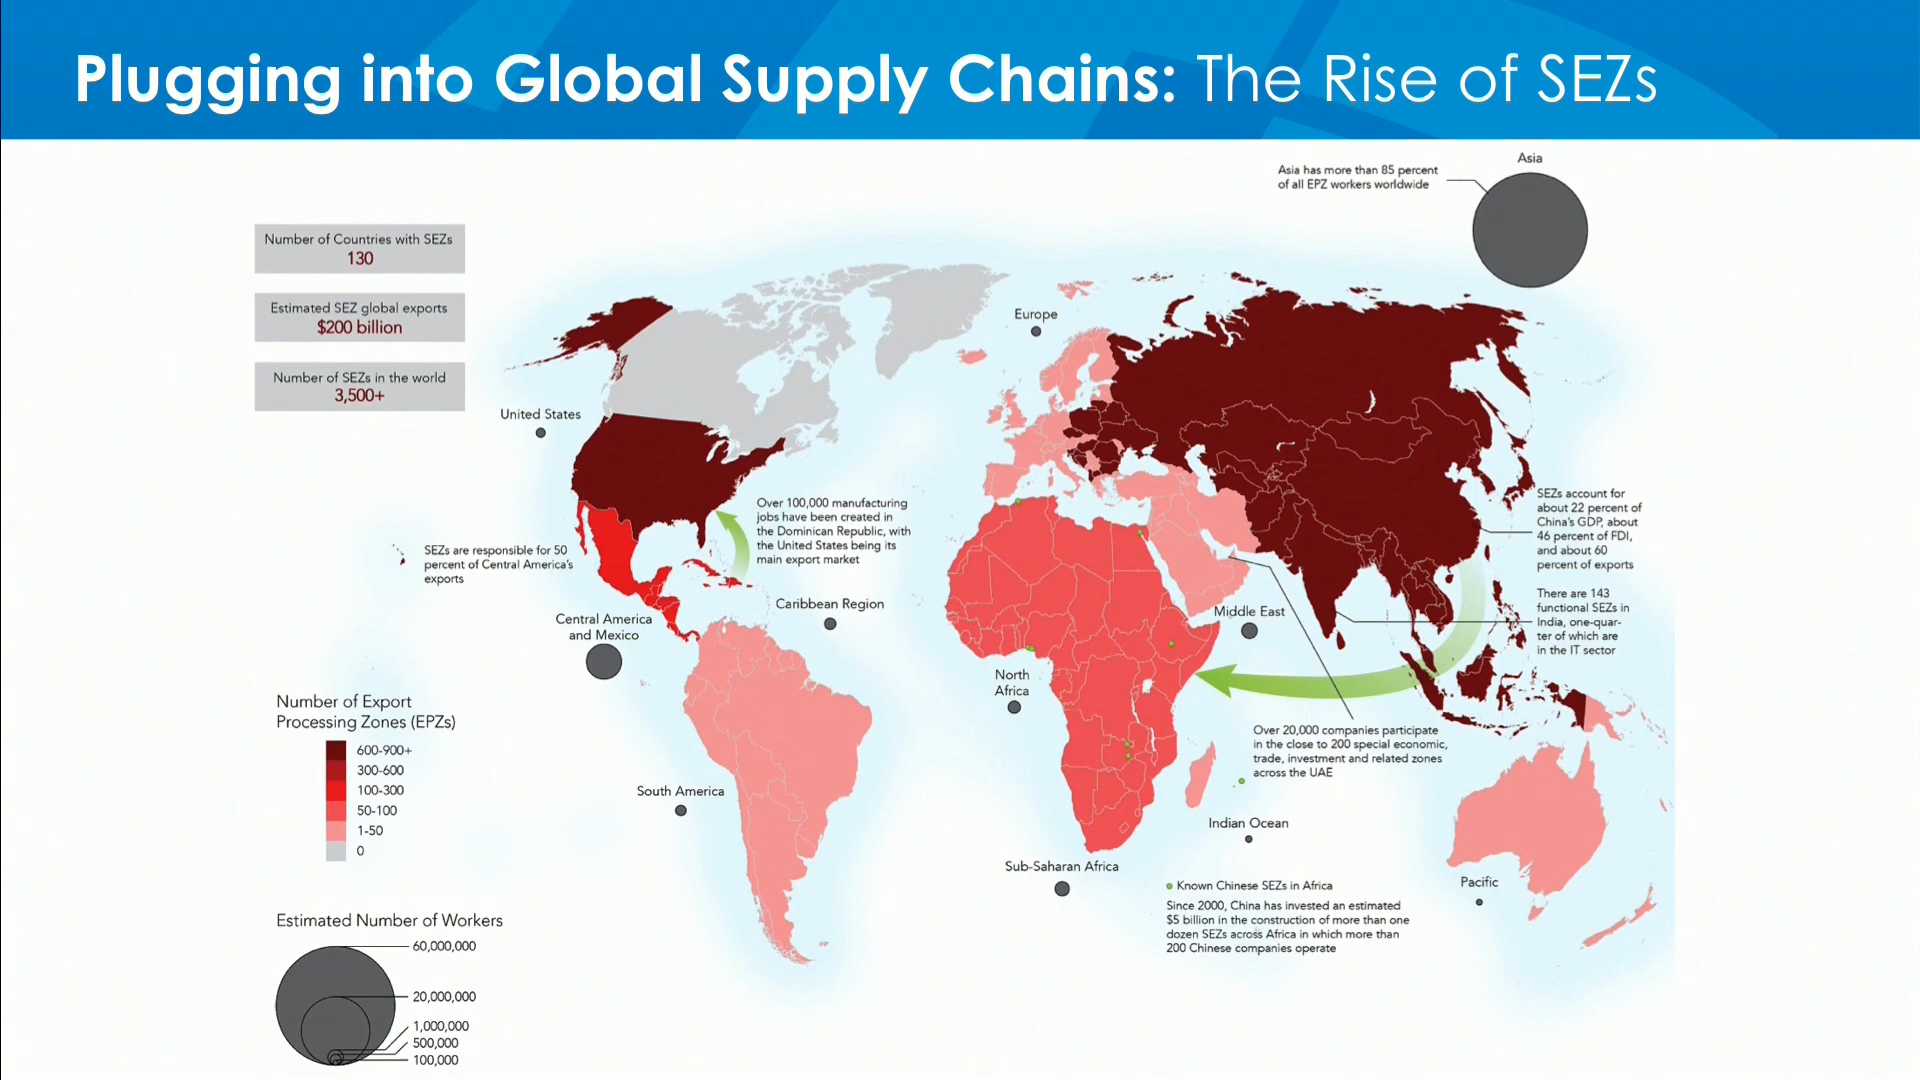 Plugging into Global Supply Chains: The Rise of SEZs
Asia
Asia has more than 85 percent
of all EPZ workers worldwide
Number of Countries with SEZs
130
Estimated SEZ global exports
$200 billion
Number of SEZs in the world
3,500+
Europe
United States
Over 100,000 manufacturing
jobs have been created in
the Dominican Republic, with
the United States being its
main export market
SEZs are responsible for 50
percent of Central America's
exports
SEZs account for
about 22 percent of
China's GDP, about
46 percent of FDI,
and about 60
percent of exports
There are 143
functional SEZs in
India, one-quar-
ter of which are
in the IT sector
Caribbean Region
Central America
and Mexico
Middle East
North
Africa
Number of Export
Processing Zones (EPZs)
600-900+
300-600
100-300
50-100
1-50
0
Over 20,000 companies participate
in the close to 200 special economic,
trade, investment and related zones
across the UAE
South America
Indian Ocean
Sub-Saharan Africa
Pacific
Known Chinese SEZs in Africa
Since 2000, China has invested an estimated
$5 billion in the construction of more than one
dozen SEZs across Africa in which more than
200 Chinese companies operate
Estimated Number of Workers
60,000,000
20,000,000
1,000,000
500,000
100,000